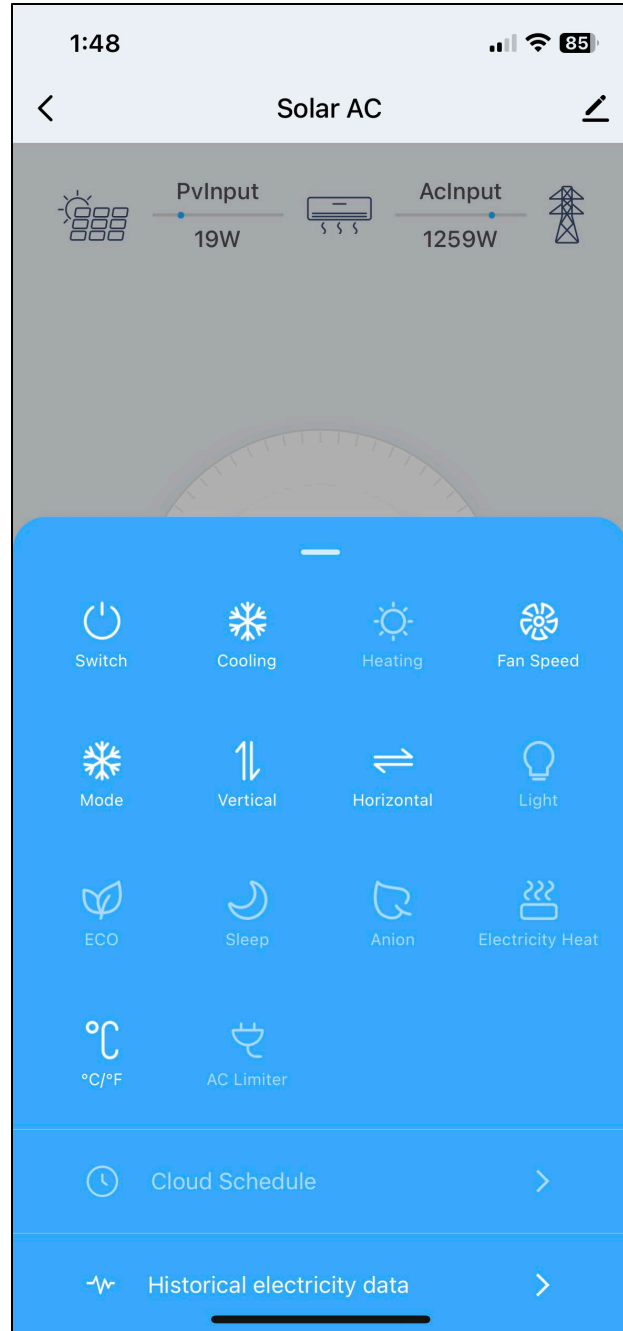 1:48
85
Solar AC
PvInput
AcInput
19W
1259W
Switch
Cooling
Heating
Fan Speed
Mode
Vertical
Horizontal
Light
ECO
Sleep
Anion
Electricity Heat
°C
°C/°F
AC Limiter
Cloud Schedule
Historical electricity data